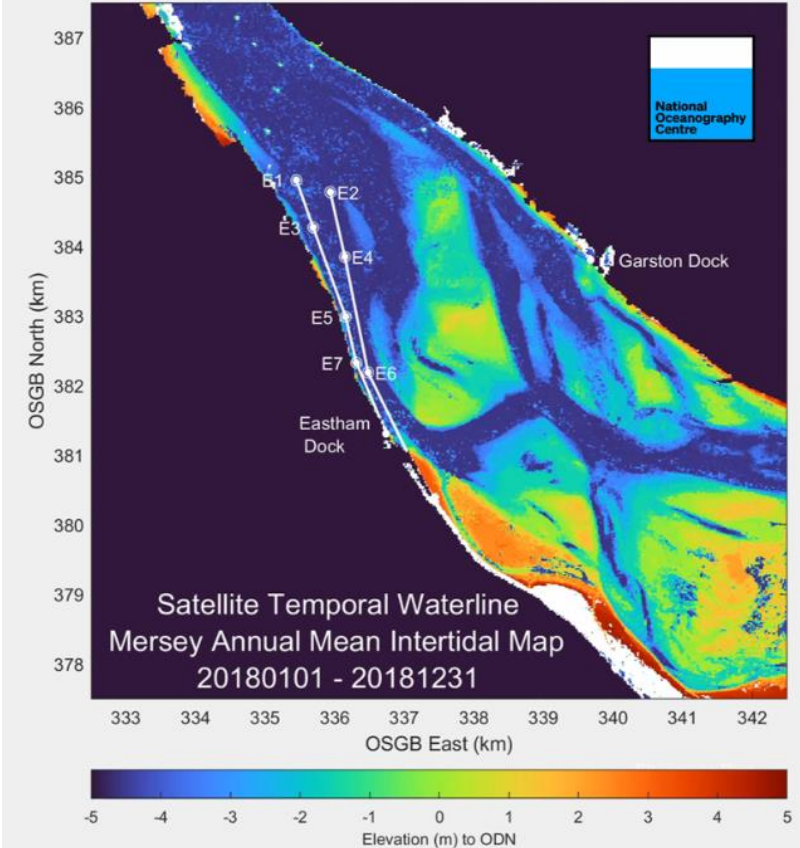 387
386
385
384
383
382
381
380
379
378
OSGB North (km)
National
Oceanography
Centre
E1
E2
E3
E4
Garston Dock
E5
E7
E6
Eastham
Dock
Satellite Temporal Waterline
Mersey Annual Mean Intertidal Map
20180101 - 20181231
333 334 335 336 337 338 339 340 341 342
OSGB East (km)
-5 -4 -3 -2 -1 0 1 2 3 4 5
Elevation (m) to ODN